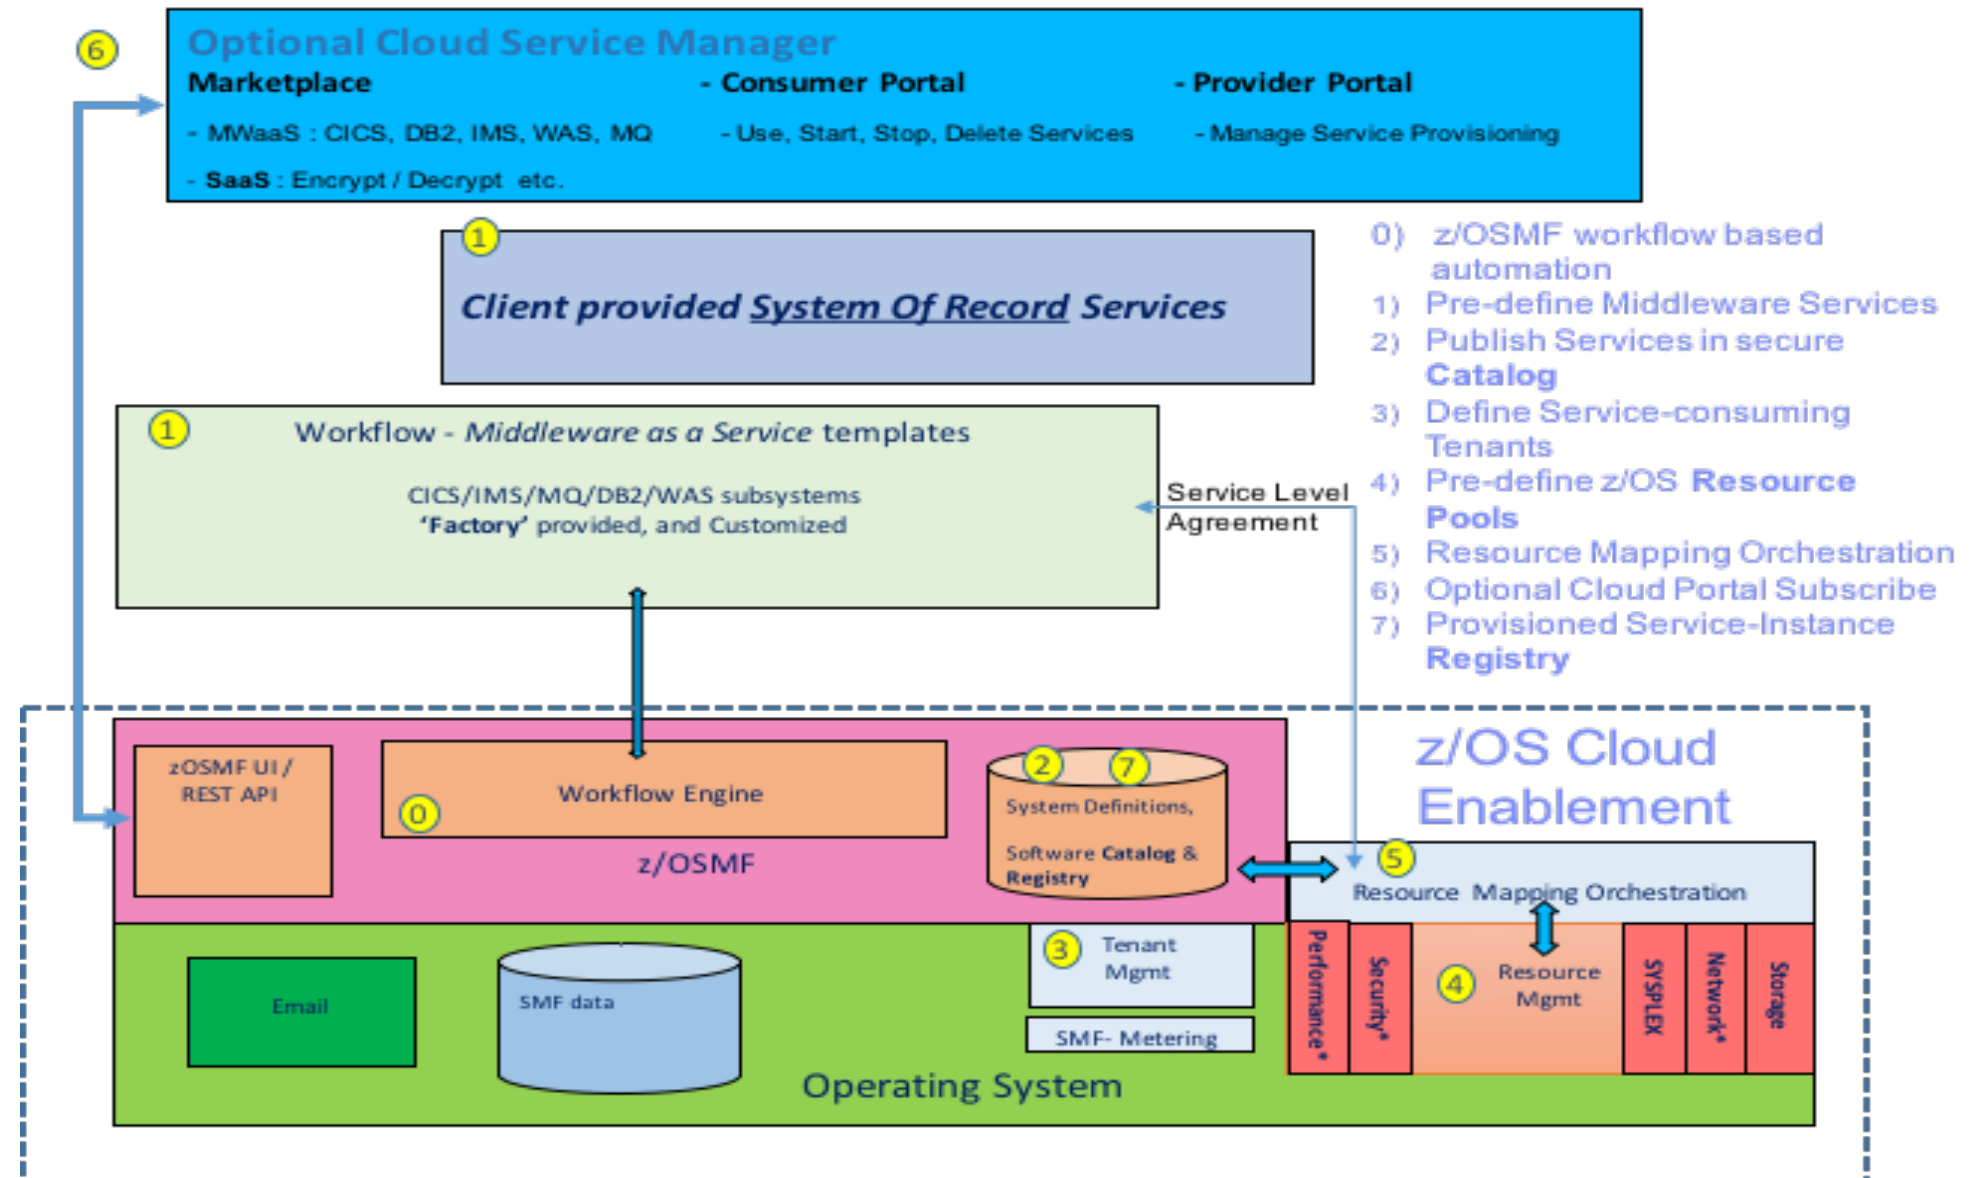 6
Optional Cloud Service Manager
Marketplace - Consumer Portal - Provider Portal
- MWaaS : CICS, DB2, IMS, WAS, MQ - Use, Start, Stop, Delete Services - Manage Service Provisioning
- SaaS : Encrypt / Decrypt etc.
1
Client provided System Of Record Services
0) z/OSMF workflow based
automation
1) Pre-define Middleware Services
2) Publish Services in secure
Catalog
3) Define Service-consuming
Tenants
4) Pre-define z/OS Resource
Pools
5) Resource Mapping Orchestration
6) Optional Cloud Portal Subscribe
7) Provisioned Service-Instance
Registry
1
Workflow - Middleware as a Service templates
CICS/IMS/MQ/DB2/WAS subsystems
‘Factory’ provided, and Customized
Service Level
Agreement
z/OS Cloud
Enablement
zOSMF UI /
REST API
Workflow Engine
0
z/OSMF
2 7
System Definitions,
Software Catalog &
Registry
5
Resource Mapping Orchestration
Email
SMF data
3
Tenant
Mgmt
SMF- Metering
Operating System
Performance*
Security*
4
Resource
Mgmt
SYSPLEX
Network*
Storage